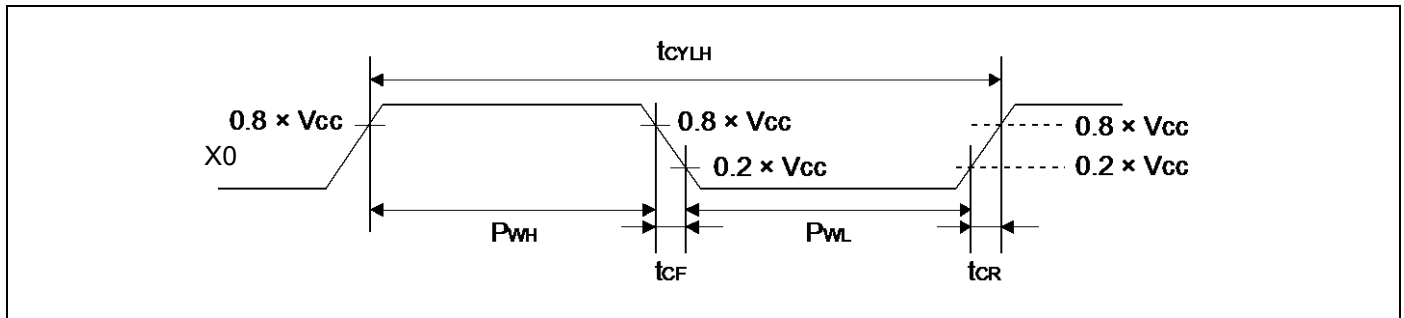 tCYLH
0.8 × Vcc
0.8 × Vcc
0.8 × Vcc
X0
0.2 × Vcc
0.2 × Vcc
PWH
PWL
tCF
tCR